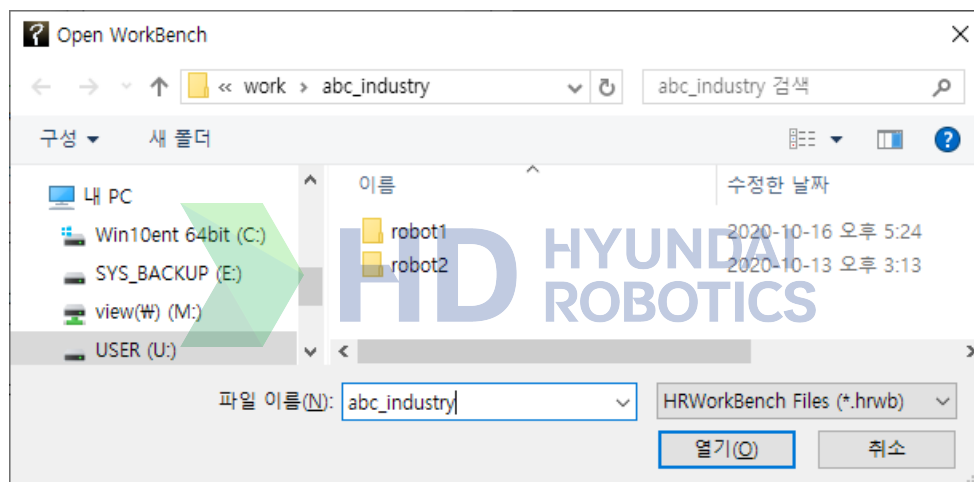 Open WorkBench
« work › abc_industry
abc_industry 검색
구성
새 폴더
내 PC
Win10ent 64bit (C:)
SYS_BACKUP (E:)
view(₩) (M:)
USER (U:)
이름
수정한 날짜
robot1
2020-10-16 오후 5:24
robot2
2020-10-13 오후 3:13
HD HYUNDAI
ROBOTICS
파일 이름(N):
abc_industry
HRWorkBench Files (*.hrwb)
열기(O)
취소